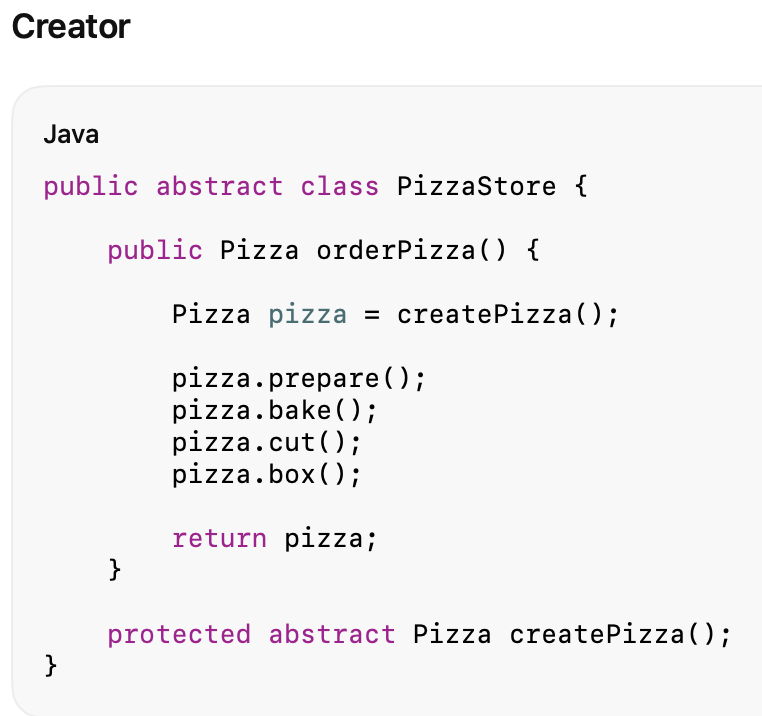 Creator
Java
public abstract class PizzaStore {
public Pizza orderPizza() {
Pizza pizza = createPizza();
pizza.prepare();
pizza.bake();
pizza.cut();
pizza.box();
return pizza;
}
protected abstract Pizza createPizza();
}